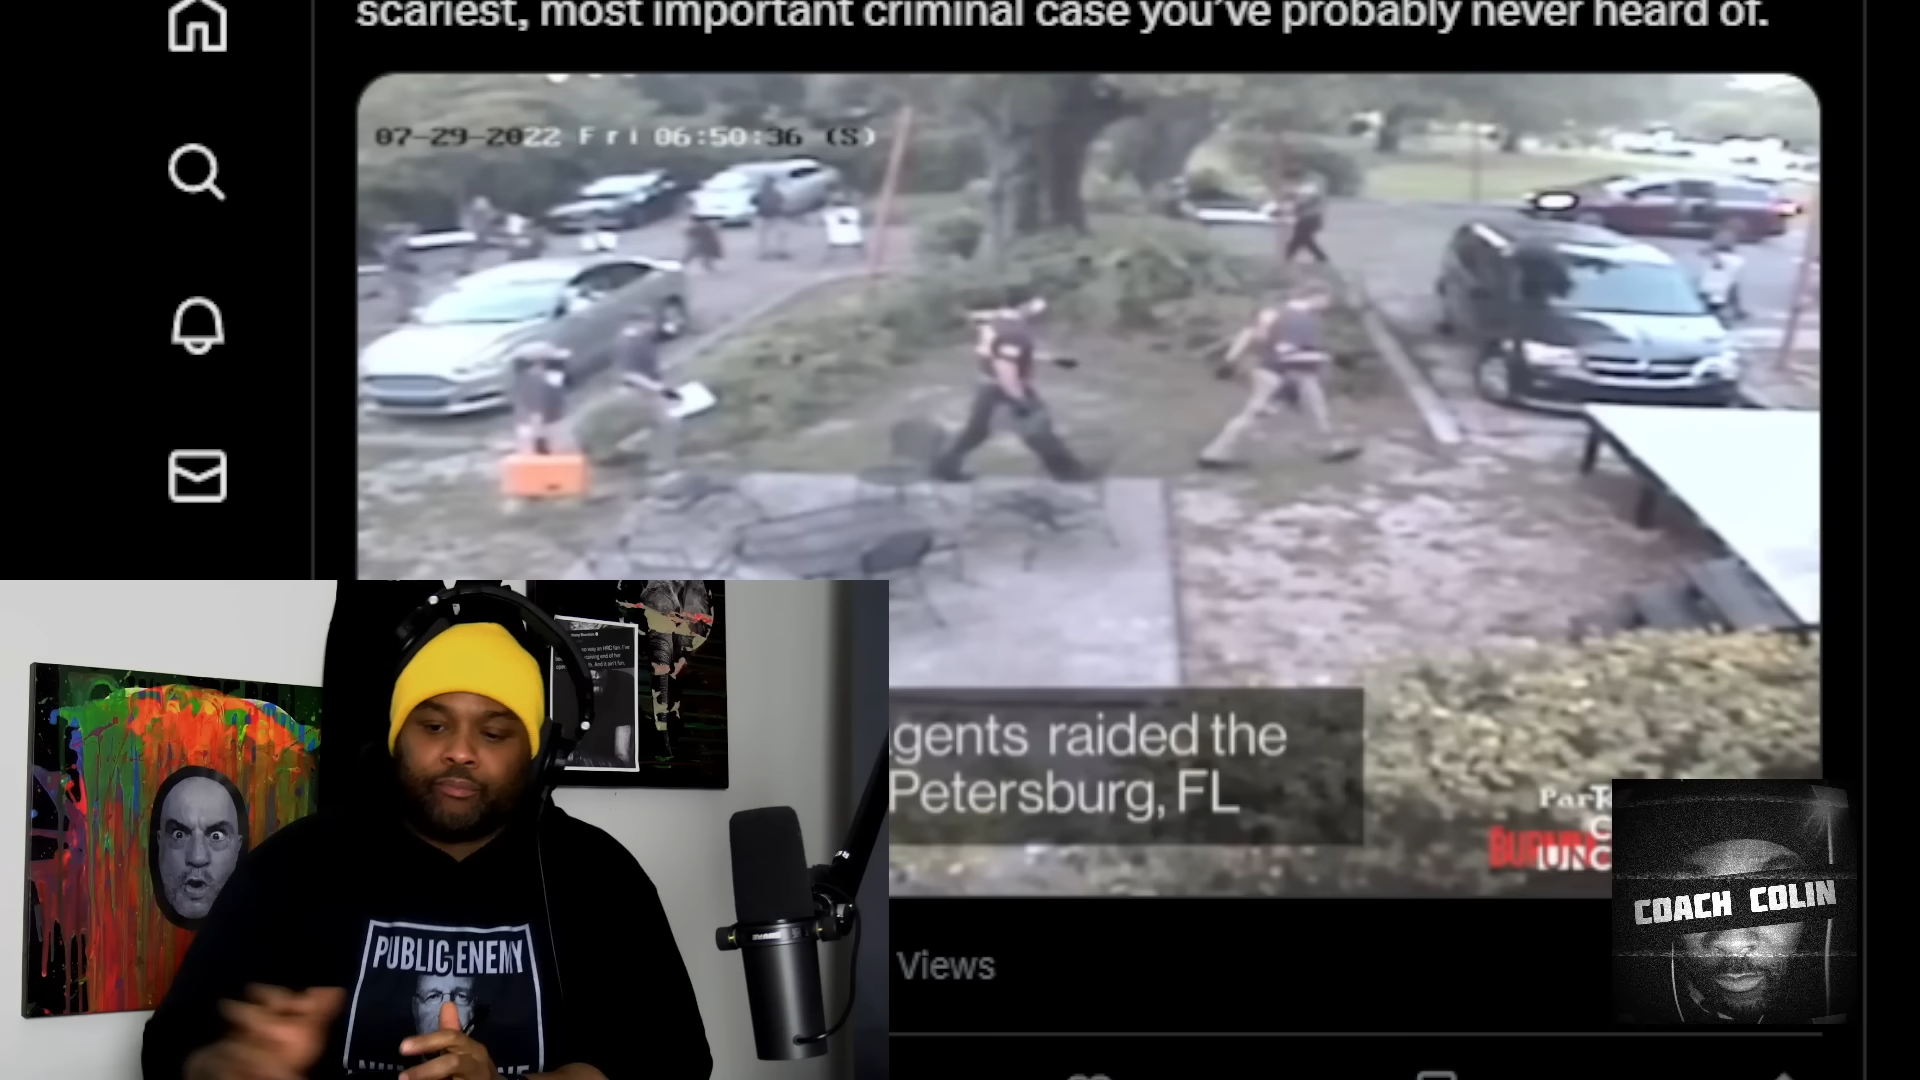 scariest, most important criminal case you've probably never heard of.
07-29-2022 Fri 06:50:36 (S)
gents raided the
Petersburg, FL
PUBLIC ENEMY
COACH COLIN
Views